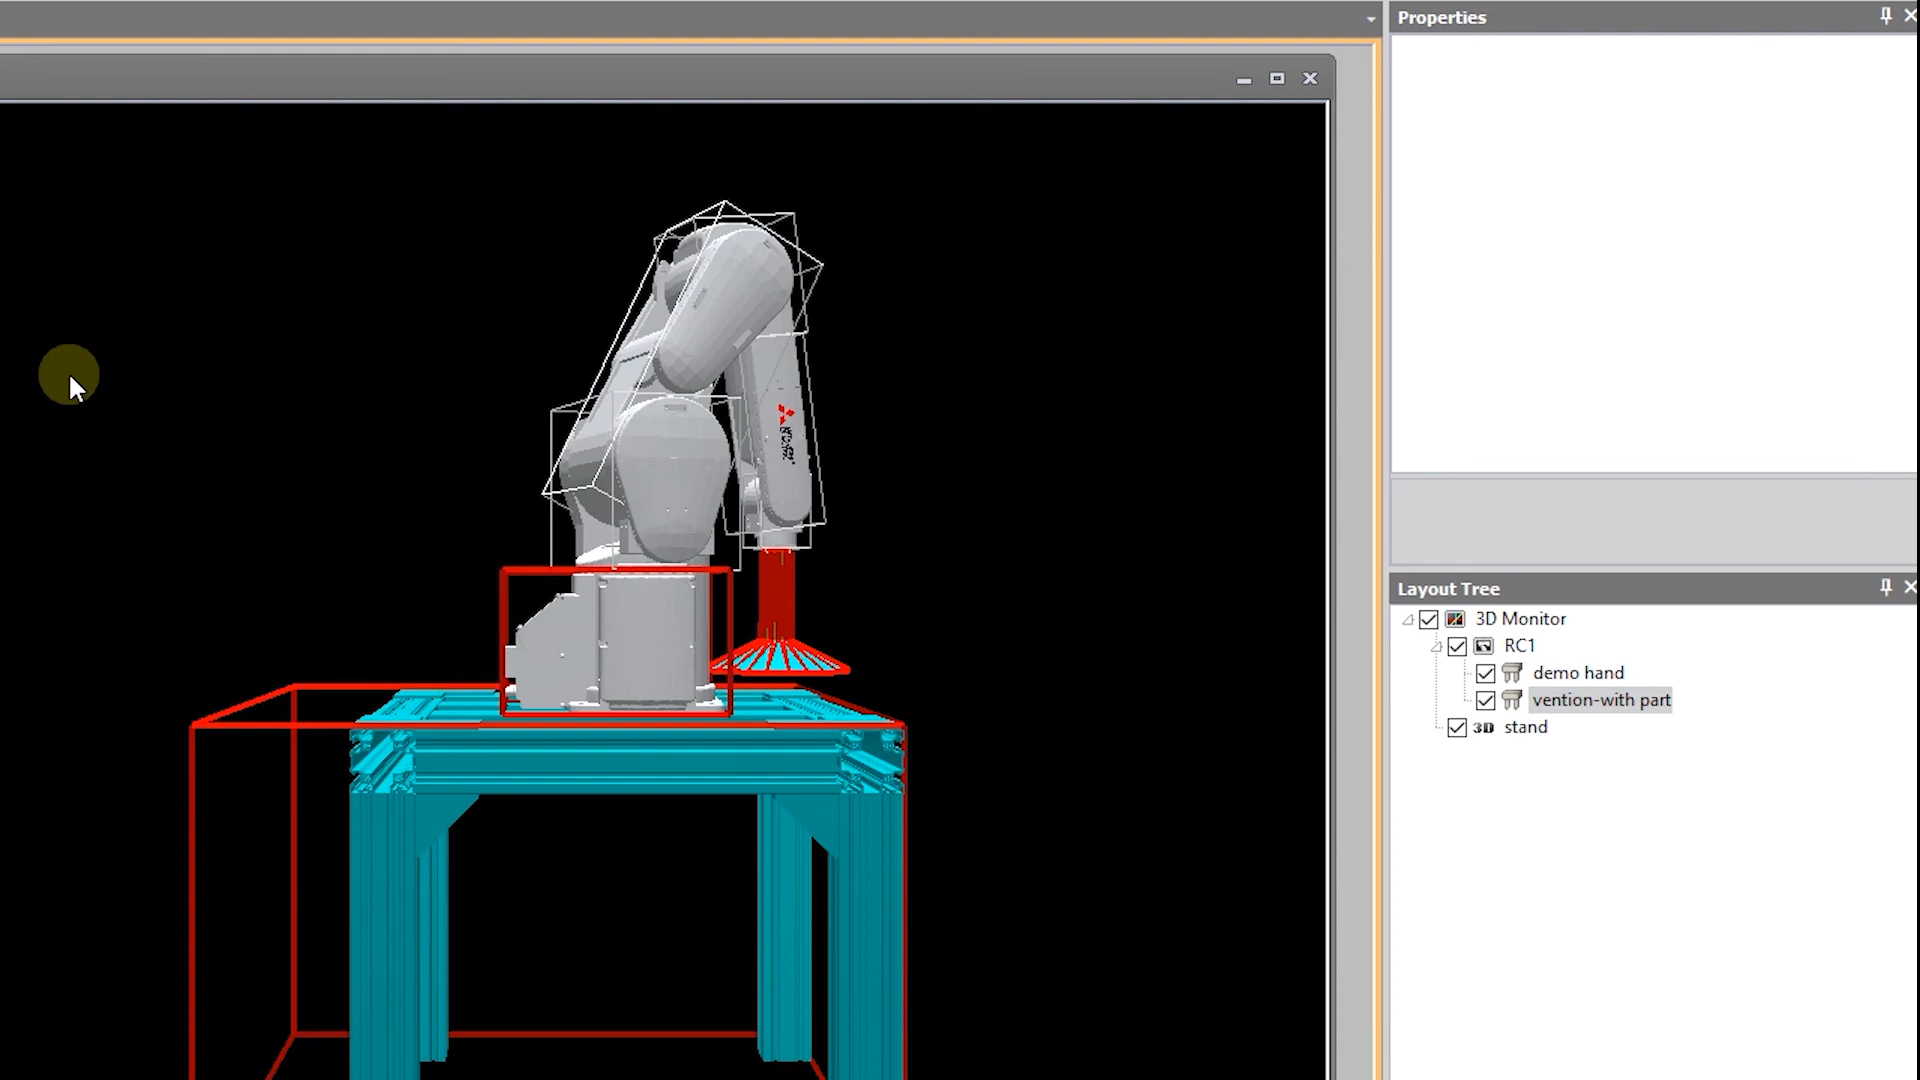 Properties
Layout Tree
3D Monitor
RC1
demo hand
vention-with part
3D stand